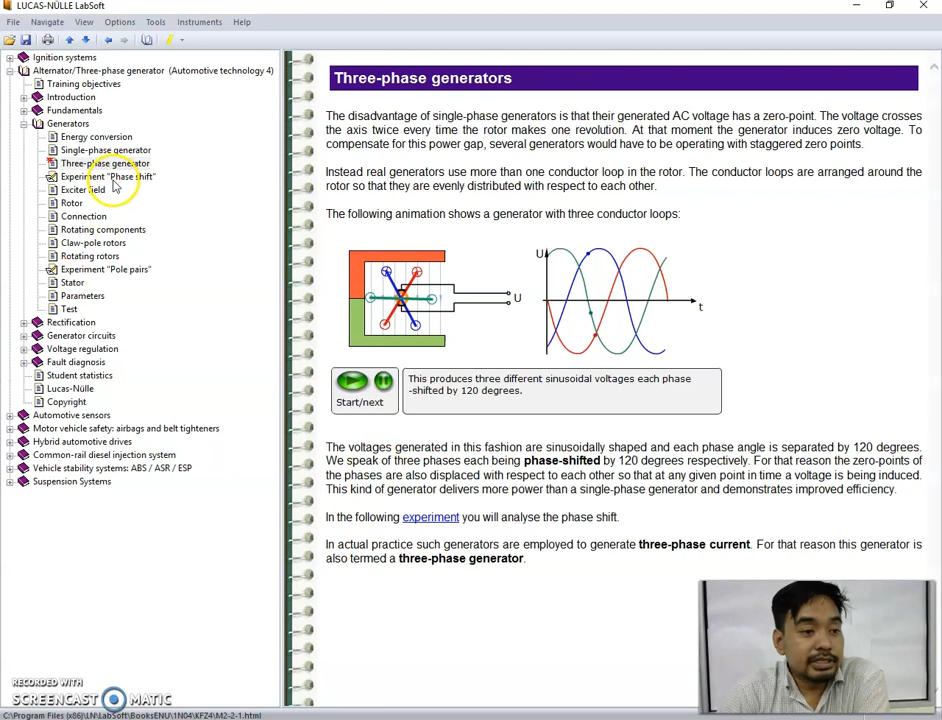 LUCAS-NÜLLE LabSoft
File Navigate View Options Tools Instruments Help
Ignition systems
Alternator/Three-phase generator (Automotive technology 4)
Training objectives
Introduction
Fundamentals
Generators
Energy conversion
Single-phase generator
Three-phase generator
Experiment "Phase shift"
Exciter field
Rotor
Connection
Rotating components
Claw-pole rotors
Rotating rotors
Experiment "Pole pairs"
Stator
Parameters
Test
Rectification
Generator circuits
Voltage regulation
Fault diagnosis
Student statistics
Lucas-Nülle
Copyright
Automotive sensors
Motor vehicle safety: airbags and belt tighteners
Hybrid automotive drives
Common-rail diesel injection system
Vehicle stability systems: ABS / ASR / ESP
Suspension Systems
Three-phase generators
The disadvantage of single-phase generators is that their generated AC voltage has a zero-point. The voltage crosses
the axis twice every time the rotor makes one revolution. At that moment the generator induces zero voltage. To
compensate for this power gap, several generators would have to be operating with staggered zero points.
Instead real generators use more than one conductor loop in the rotor. The conductor loops are arranged around the
rotor so that they are evenly distributed with respect to each other.
The following animation shows a generator with three conductor loops:
U
U
t
Start/next
This produces three different sinusoidal voltages each phase
-shifted by 120 degrees.
The voltages generated in this fashion are sinusoidally shaped and each phase angle is separated by 120 degrees.
We speak of three phases each being phase-shifted by 120 degrees respectively. For that reason the zero-points of
the phases are also displaced with respect to each other so that at any given point in time a voltage is being induced.
This kind of generator delivers more power than a single-phase generator and demonstrates improved efficiency.
In the following experiment you will analyse the phase shift.
In actual practice such generators are employed to generate three-phase current. For that reason this generator is
also termed a three-phase generator.
RECORDED WITH
SCREENCAST MATIC
C:\Program Files (x86)\LN\LabSoft\BooksENU\1N04\KFZ4\M2-2-1.html